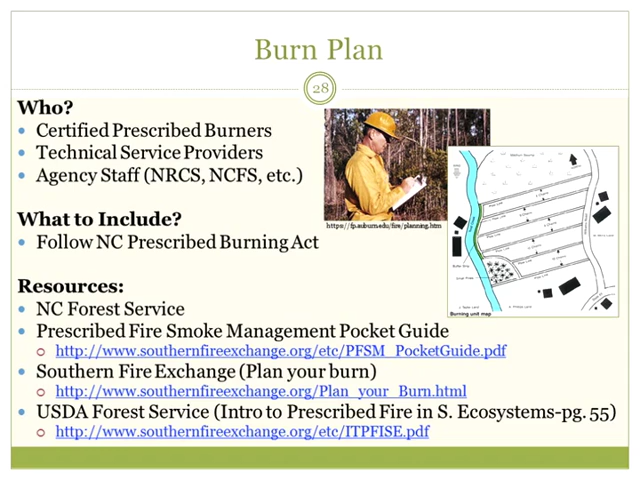 Burn Plan
28
Who?
Certified Prescribed Burners
Technical Service Providers
Agency Staff (NRCS, NCFS, etc.)
https://fp.auburn.edu/fire/planning.htm
What to Include?
Follow NC Prescribed Burning Act
Burning unit map
Resources:
NC Forest Service
Prescribed Fire Smoke Management Pocket Guide
http://www.southernfireexchange.org/etc/PFSM_PocketGuide.pdf
Southern Fire Exchange (Plan your burn)
http://www.southernfireexchange.org/Plan_your_Burn.html
USDA Forest Service (Intro to Prescribed Fire in S. Ecosystems-pg. 55)
http://www.southernfireexchange.org/etc/ITPFISE.pdf